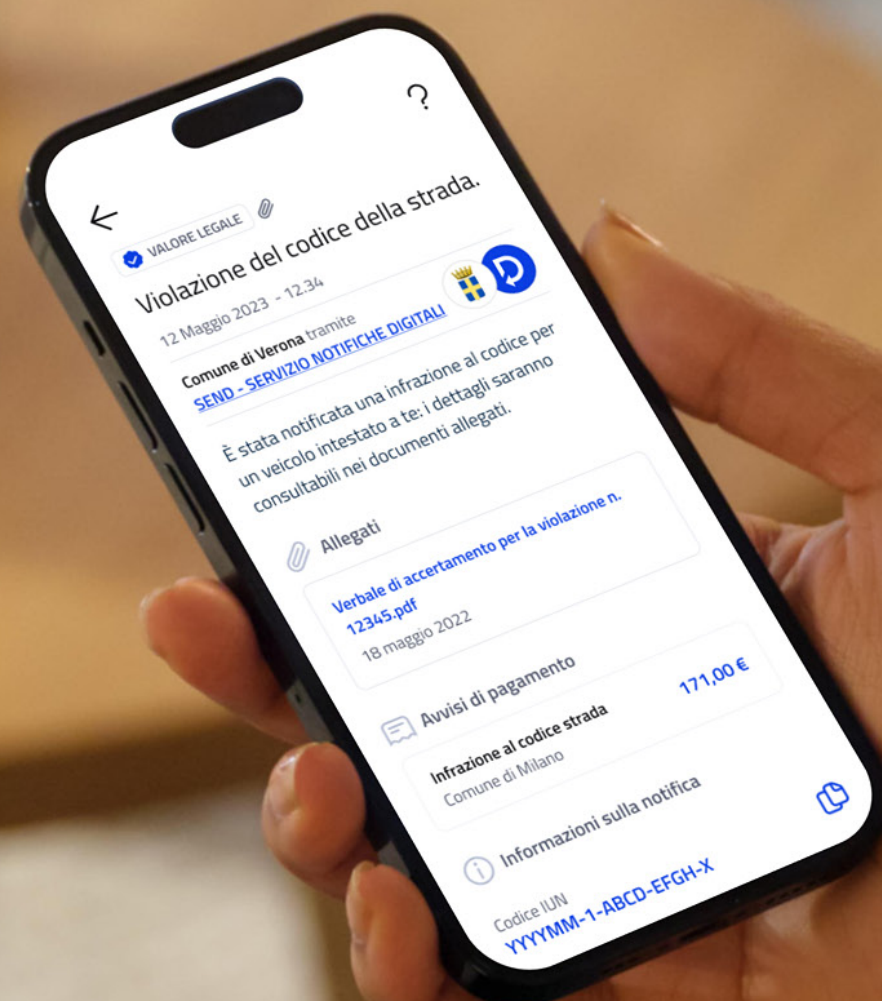 ?
VALORE LEGALE
Violazione del codice della strada.
12 Maggio 2023 - 12.34
Comune di Verona tramite
SEND - SERVIZIO NOTIFICHE DIGITALI
È stata notificata una infrazione al codice per
un veicolo intestato a te: i dettagli saranno
consultabili nei documenti allegati.
Allegati
Verbale di accertamento per la violazione n.
12345.pdf
18 maggio 2022
Avvisi di pagamento
Infrazione al codice strada
171,00 €
Comune di Milano
Informazioni sulla notifica
Codice IUN
YYYYMM-1-ABCD-EFGH-X